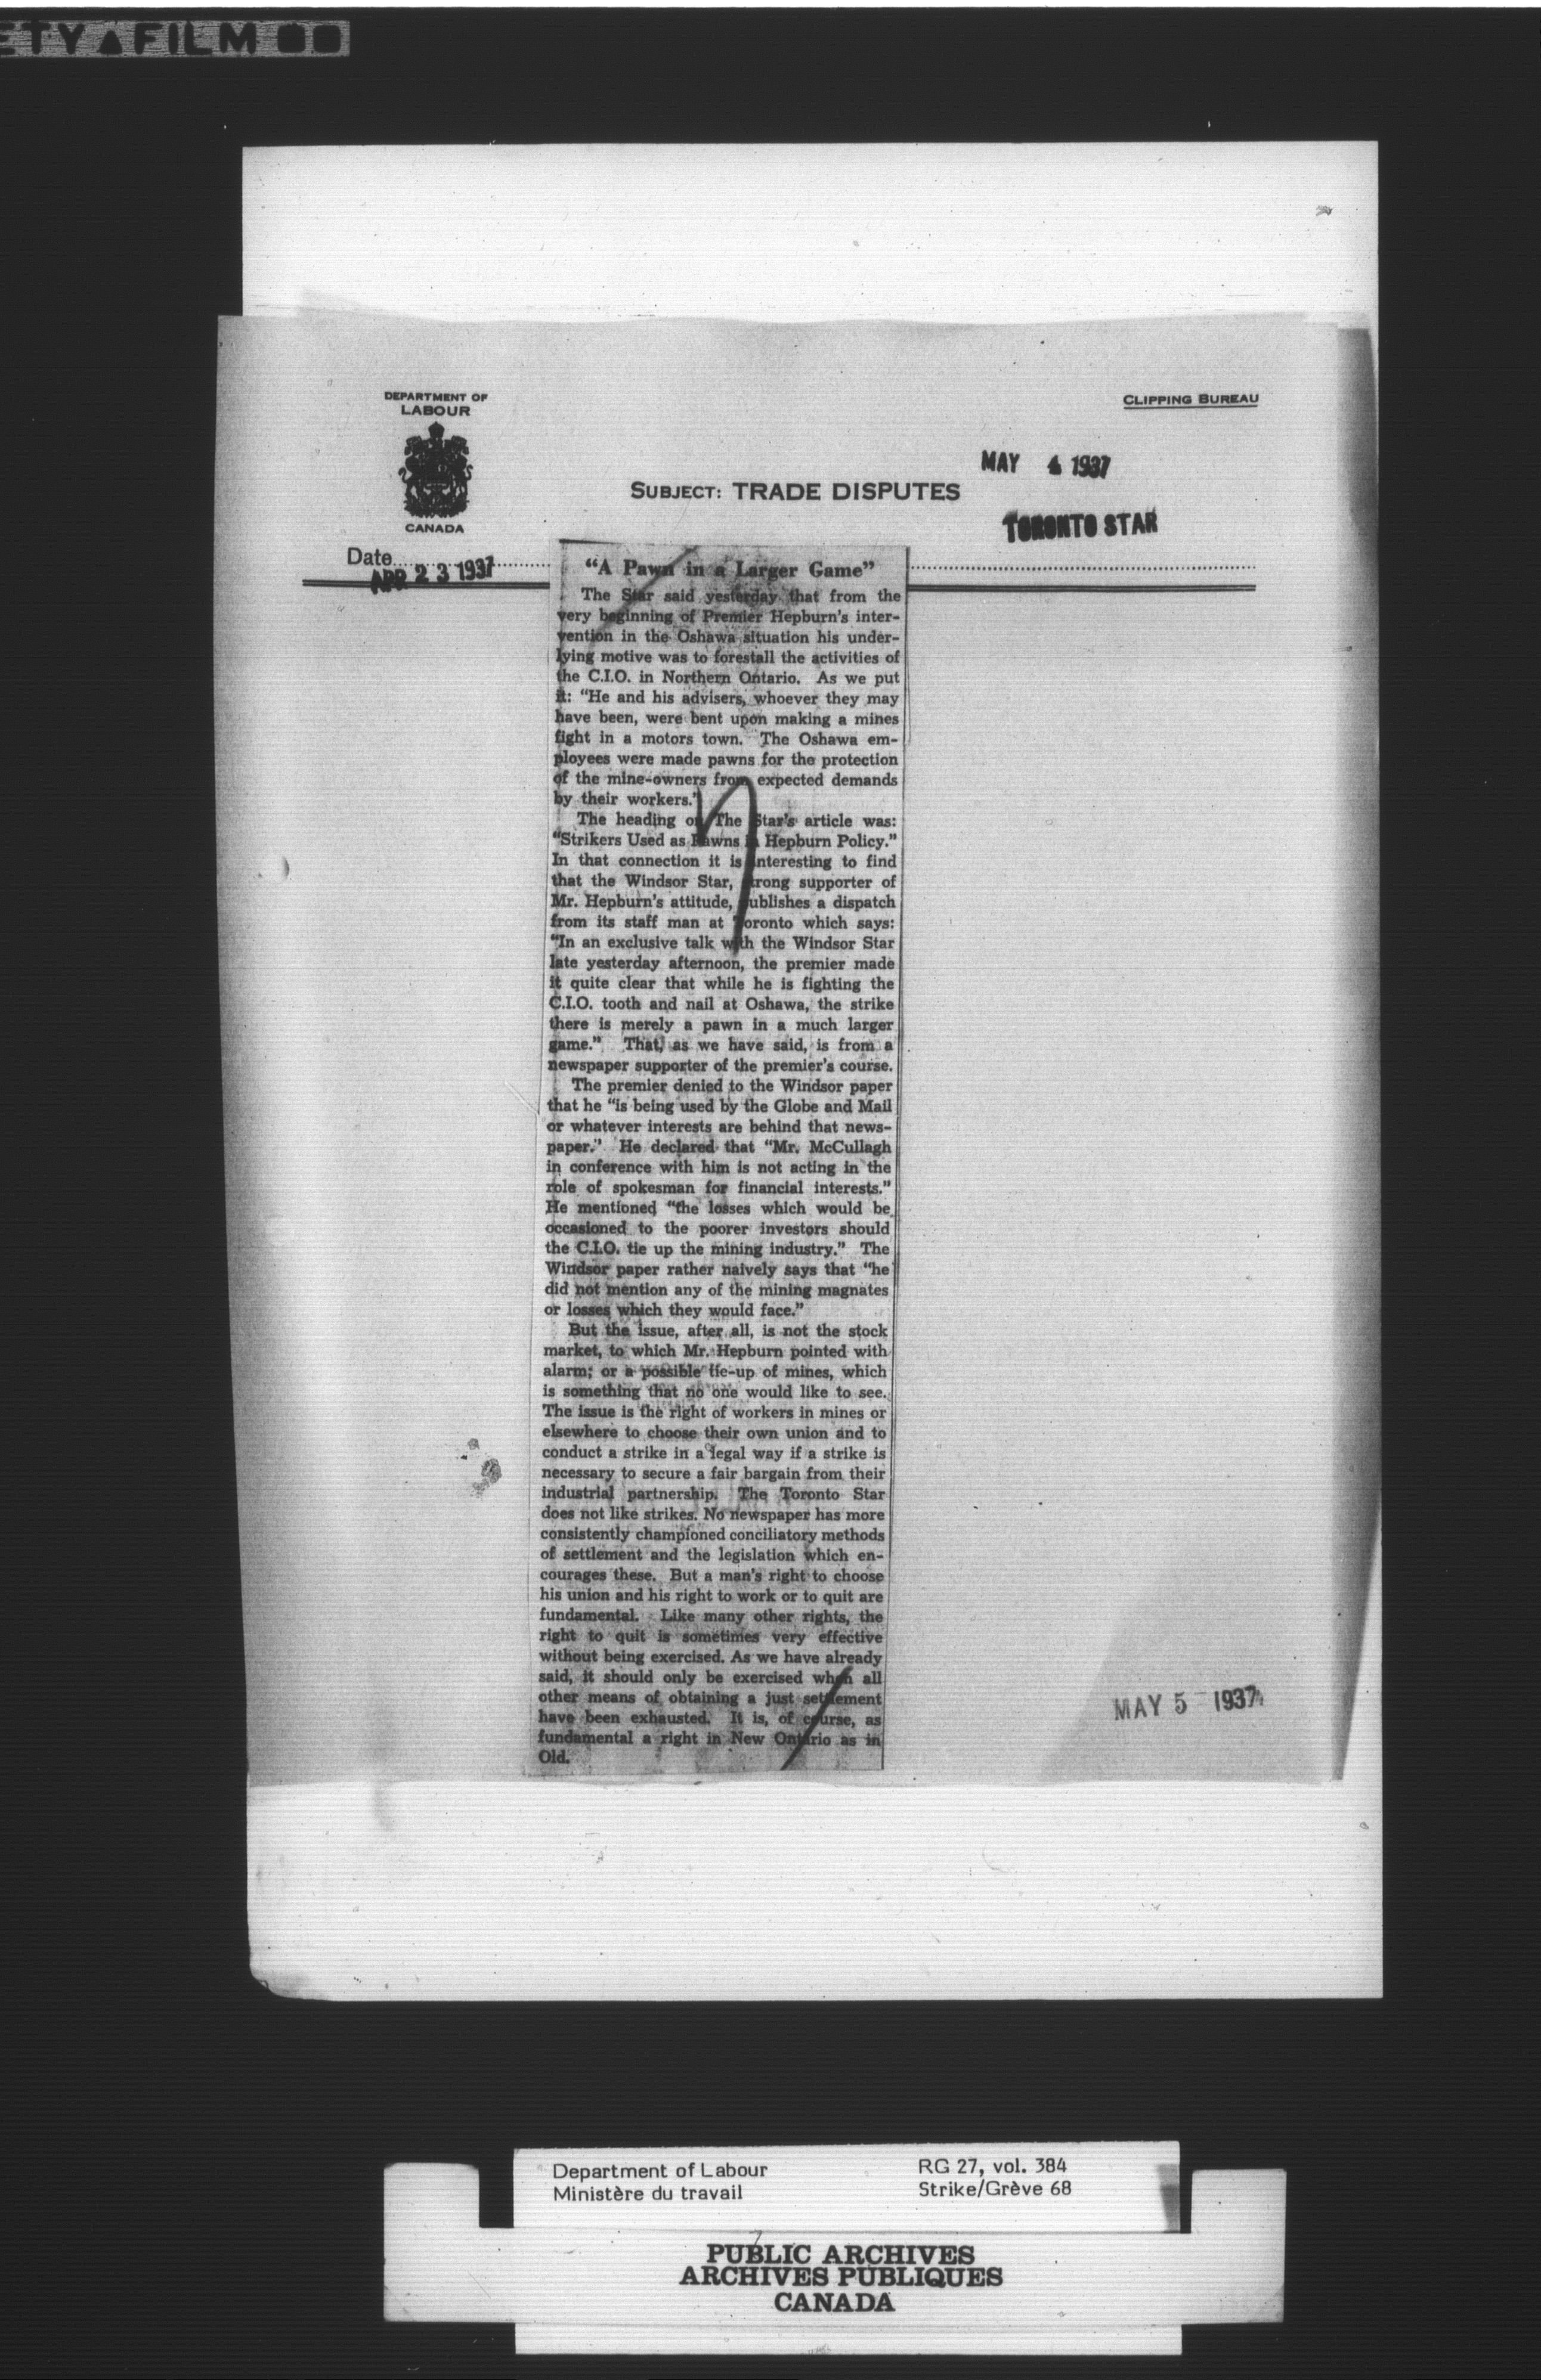 ETY▲FILM
DEPARTMENT OF
LABOUR
CANADA
CLIPPING BUREAU
MAY 4 1937
SUBJECT: TRADE DISPUTES
TORONTO STAR
Date
APR 23 1937
"A Pawn in a Larger Game"
The Star said yesterday that from the
very beginning of Premier Hepburn's inter-
vention in the Oshawa situation his under-
lying motive was to forestall the activities of
the C.I.O. in Northern Ontario. As we put
it: "He and his advisers, whoever they may
have been, were bent upon making a mines
fight in a motors town. The Oshawa em-
ployees were made pawns for the protection
of the mine-owners from expected demands
by their workers."
The heading on The Star's article was:
"Strikers Used as Pawns in Hepburn Policy."
In that connection it is interesting to find
that the Windsor Star, strong supporter of
Mr. Hepburn's attitude, publishes a dispatch
from its staff man at Toronto which says:
"In an exclusive talk with the Windsor Star
late yesterday afternoon, the premier made
it quite clear that while he is fighting the
C.I.O. tooth and nail at Oshawa, the strike
there is merely a pawn in a much larger
game." That, as we have said, is from a
newspaper supporter of the premier's course.
The premier denied to the Windsor paper
that he "is being used by the Globe and Mail
or whatever interests are behind that news-
paper." He declared that "Mr. McCullagh
in conference with him is not acting in the
role of spokesman for financial interests."
He mentioned "the losses which would be
occasioned to the poorer investors should
the C.I.O. tie up the mining industry." The
Windsor paper rather naively says that "he
did not mention any of the mining magnates
or losses which they would face."
But the issue, after all, is not the stock
market, to which Mr. Hepburn pointed with
alarm; or a possible tie-up of mines, which
is something that no one would like to see.
The issue is the right of workers in mines or
elsewhere to choose their own union and to
conduct a strike in a legal way if a strike is
necessary to secure a fair bargain from their
industrial partnership. The Toronto Star
does not like strikes. No newspaper has more
consistently championed conciliatory methods
of settlement and the legislation which en-
courages these. But a man's right to choose
his union and his right to work or to quit are
fundamental. Like many other rights, the
right to quit is sometimes very effective
without being exercised. As we have already
said, it should only be exercised when all
other means of obtaining a just settlement
have been exhausted. It is, of course, as
fundamental a right in New Ontario as in
Old.
MAY 5 1937
Department of Labour
Ministère du travail
RG 27, vol. 384
Strike/Grève 68
PUBLIC ARCHIVES
ARCHIVES PUBLIQUES
CANADA